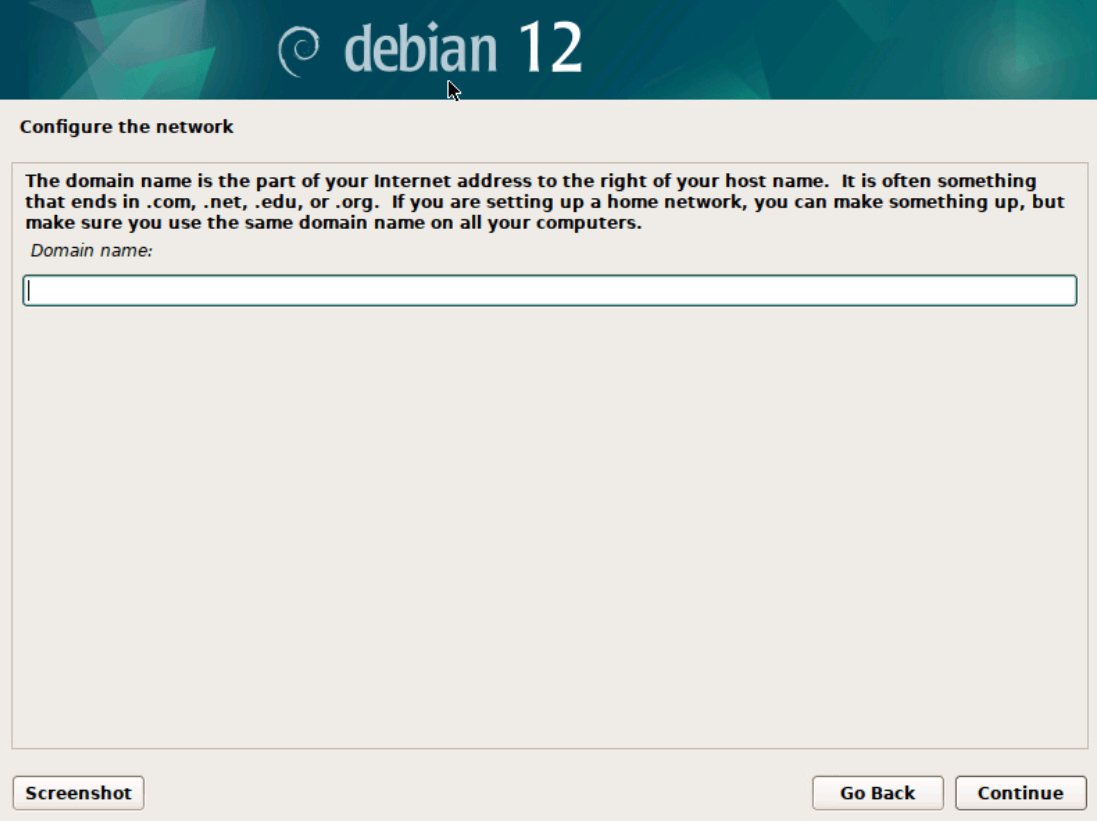 debian 12
Configure the network
The domain name is the part of your Internet address to the right of your host name.  It is often something
that ends in .com, .net, .edu, or .org.  If you are setting up a home network, you can make something up, but
make sure you use the same domain name on all your computers.
Domain name:
Screenshot
Go Back
Continue